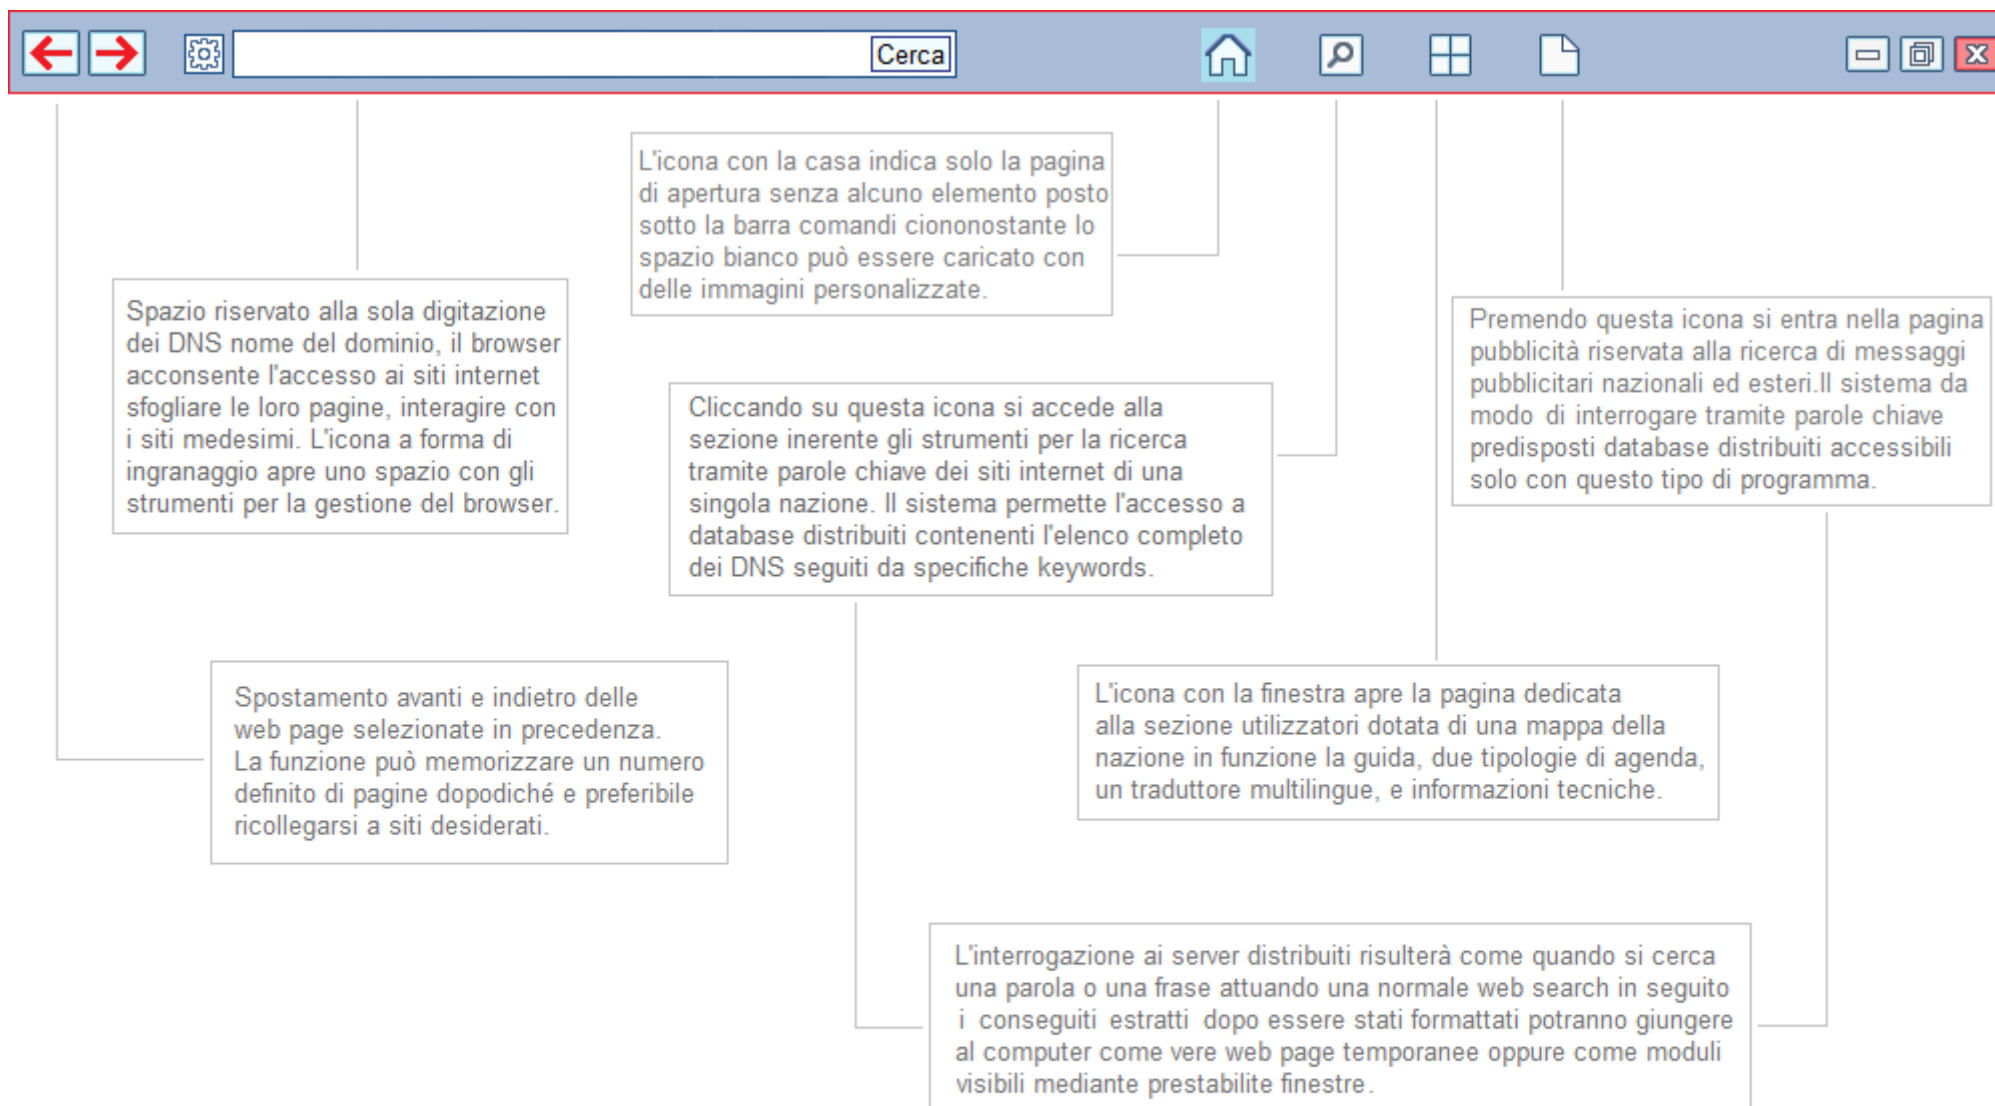 Cerca
L'icona con la casa indica solo la pagina
di apertura senza alcuno elemento posto
sotto la barra comandi ciononostante lo
spazio bianco può essere caricato con
delle immagini personalizzate.
Spazio riservato alla sola digitazione
dei DNS nome del dominio, il browser
acconsente l'accesso ai siti internet
sfogliare le loro pagine, interagire con
i siti medesimi. L'icona a forma di
ingranaggio apre uno spazio con gli
strumenti per la gestione del browser.
Premendo questa icona si entra nella pagina
pubblicità riservata alla ricerca di messaggi
pubblicitari nazionali ed esteri.Il sistema da
modo di interrogare tramite parole chiave
predisposti database distribuiti accessibili
solo con questo tipo di programma.
Cliccando su questa icona si accede alla
sezione inerente gli strumenti per la ricerca
tramite parole chiave dei siti internet di una
singola nazione. Il sistema permette l'accesso a
database distribuiti contenenti l'elenco completo
dei DNS seguiti da specifiche keywords.
Spostamento avanti e indietro delle
web page selezionate in precedenza.
La funzione può memorizzare un numero
definito di pagine dopodiché e preferibile
ricollegarsi a siti desiderati.
L'icona con la finestra apre la pagina dedicata
alla sezione utilizzatori dotata di una mappa della
nazione in funzione la guida, due tipologie di agenda,
un traduttore multilingue, e informazioni tecniche.
L'interrogazione ai server distribuiti risulterà come quando si cerca
una parola o una frase attuando una normale web search in seguito
i conseguiti estratti dopo essere stati formattati potranno giungere
al computer come vere web page temporanee oppure come moduli
visibili mediante prestabilite finestre.